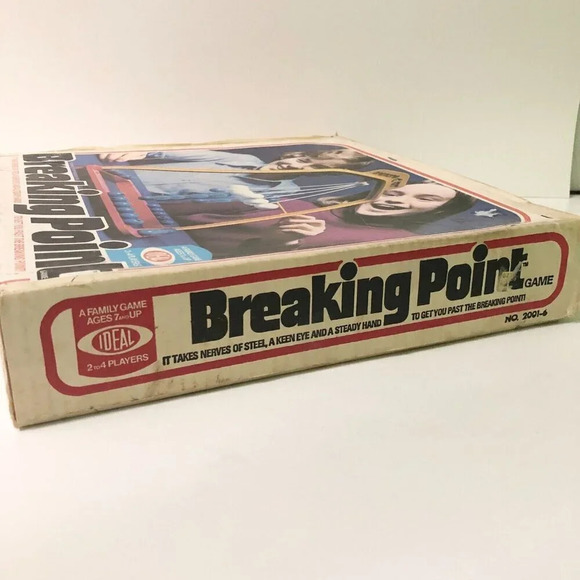 Breaking Point
A FAMILY GAME
AGES 7 AND UP
IDEAL
2 TO 4 PLAYERS
Breaking Point
GAME
IT TAKES NERVES OF STEEL, A KEEN EYE AND A STEADY HAND TO GET YOU PAST THE BREAKING POINT!
NO. 2001-6